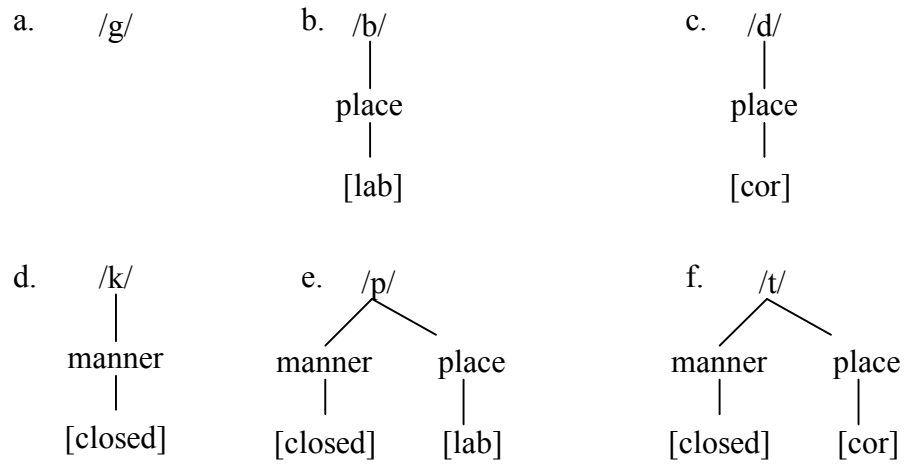 a. /g/ b. /b/ c. /d/
place place
[lab] [cor]
d. /k/ e. /p/ f. /t/
manner manner place manner place
[closed] [closed] [lab] [closed] [cor]